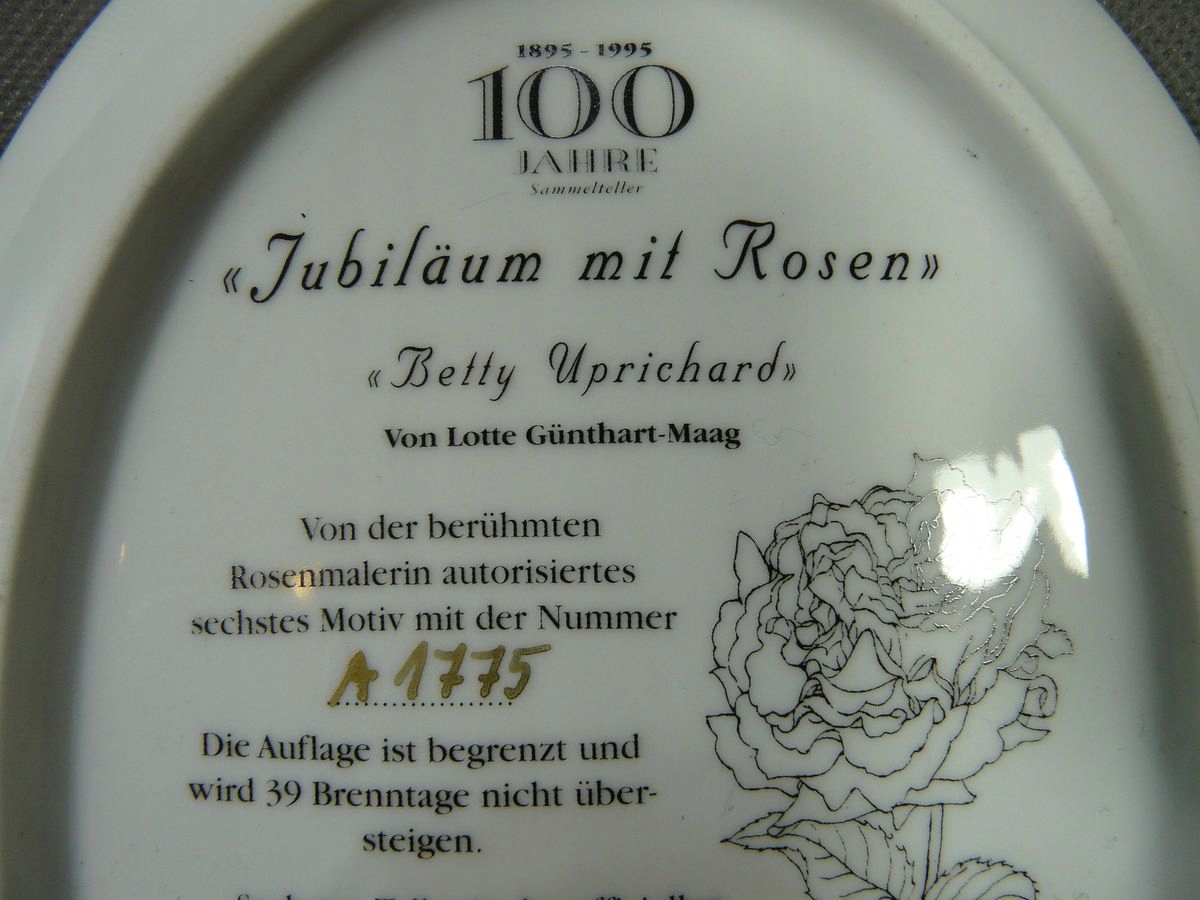 1895 - 1995
100
JAHRE
Sammelteller
«Jubiläum mit Rosen»
«Betty Uprichard»
Von Lotte Günthart-Maag
Von der berühmten
Rosenmalerin autorisiertes
sechstes Motiv mit der Nummer
A 1775
Die Auflage ist begrenzt und
wird 39 Brenntage nicht über-
steigen.